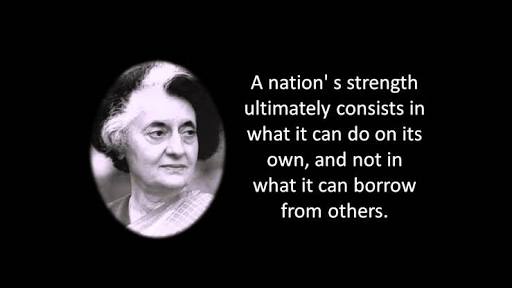 A nation' s strength
ultimately consists in
what it can do on its
own, and not in
what it can borrow
from others.